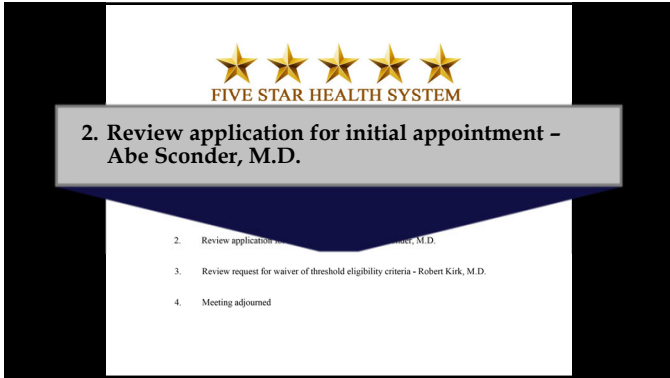 FIVE STAR HEALTH SYSTEM
2. Review application for initial appointment –
Abe Sconder, M.D.
2. Review application M.D.
3. Review request for waiver of threshold eligibility criteria - Robert Kirk, M.D.
4. Meeting adjourned